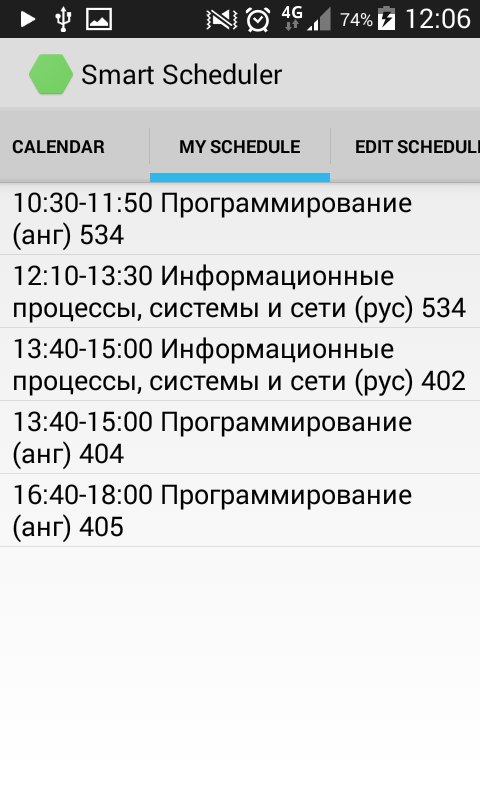 4G 74% 12:06
Smart Scheduler
CALENDAR MY SCHEDULE EDIT SCHEDUL
10:30-11:50 Программирование
(анг) 534
12:10-13:30 Информационные
процессы, системы и сети (рус) 534
13:40-15:00 Информационные
процессы, системы и сети (рус) 402
13:40-15:00 Программирование
(анг) 404
16:40-18:00 Программирование
(анг) 405